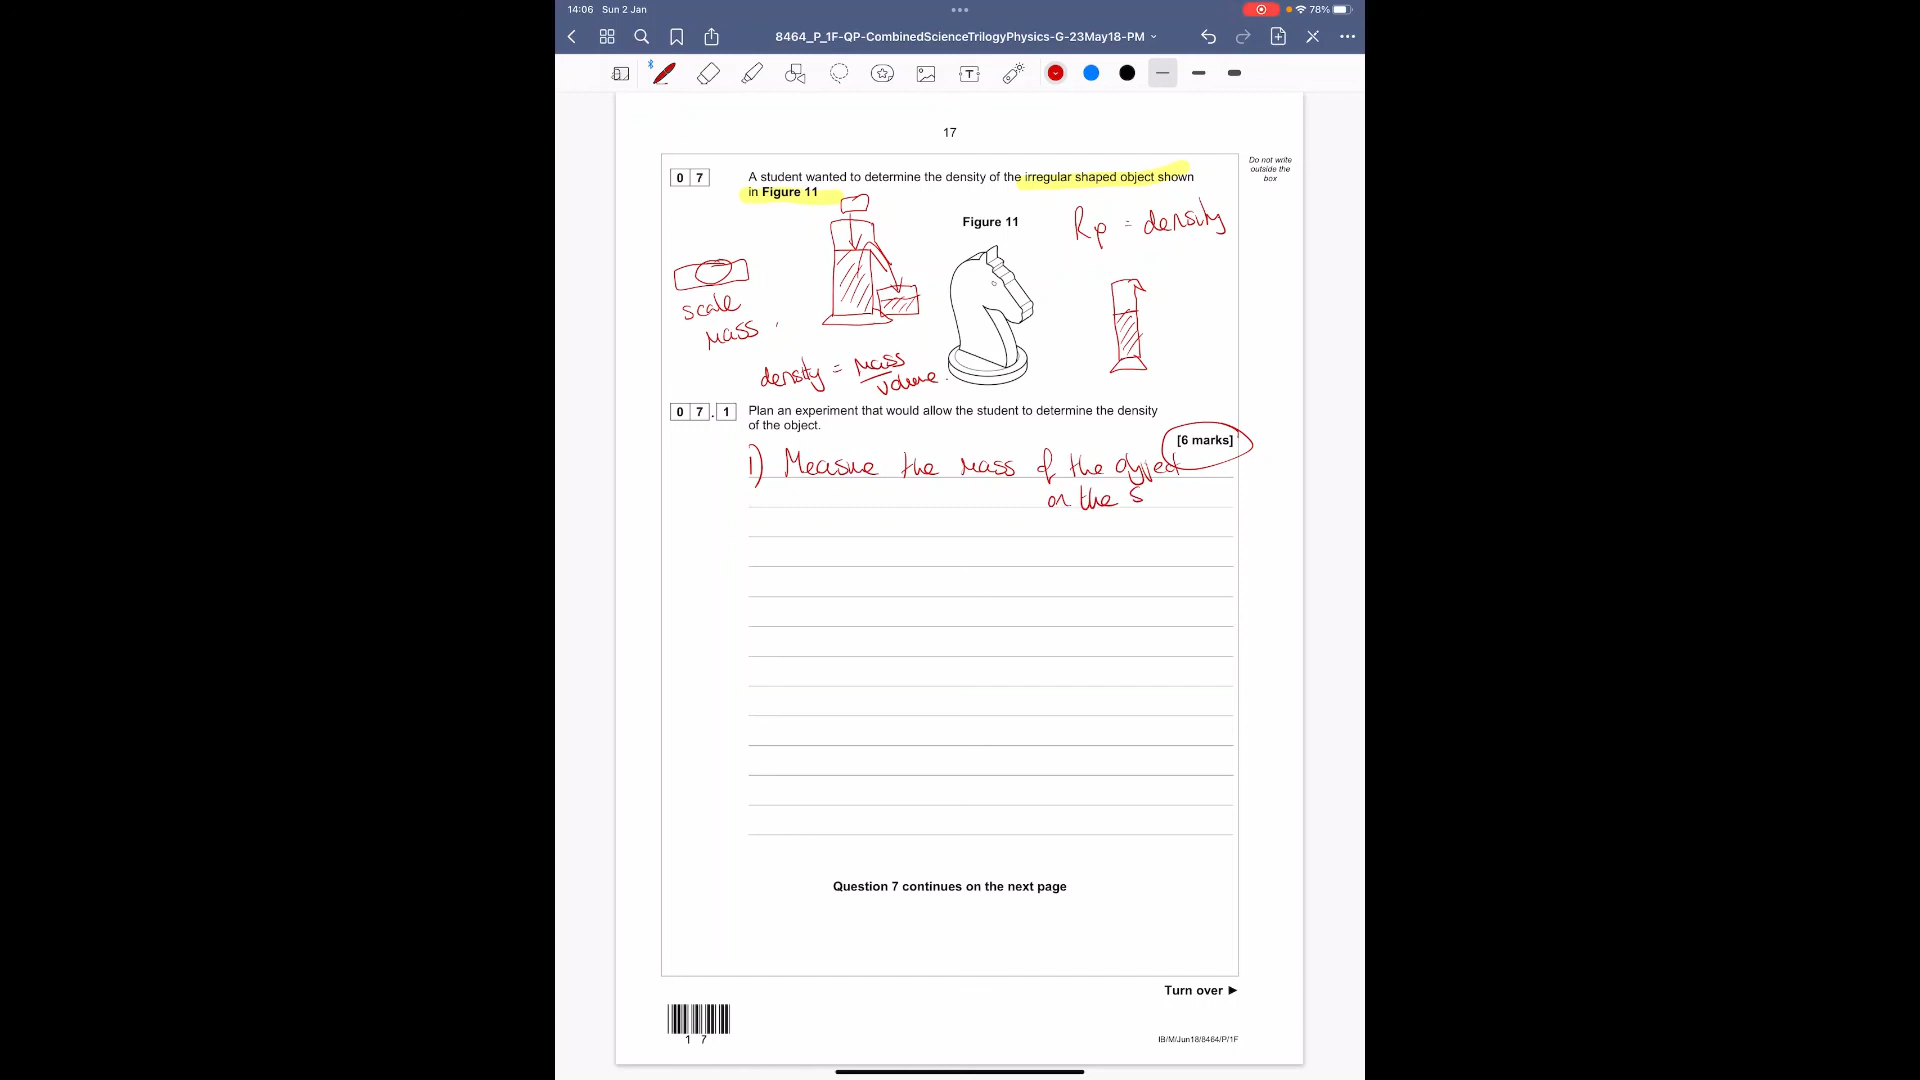 14:06 Sun 2 Jan
78%
8464_P_1F-QP-CombinedScienceTrilogyPhysics-G-23May18-PM
17
Do not write
outside the
box
0 7
A student wanted to determine the density of the irregular shaped object shown
in Figure 11
Figure 11
Rp = density
scale
mass
density = mass
volume
0 7 . 1
Plan an experiment that would allow the student to determine the density
of the object.
[6 marks]
1) Measure the mass of the object
on the s
Question 7 continues on the next page
Turn over ►
1 7
IB/M/Jun18/8464/P/1F